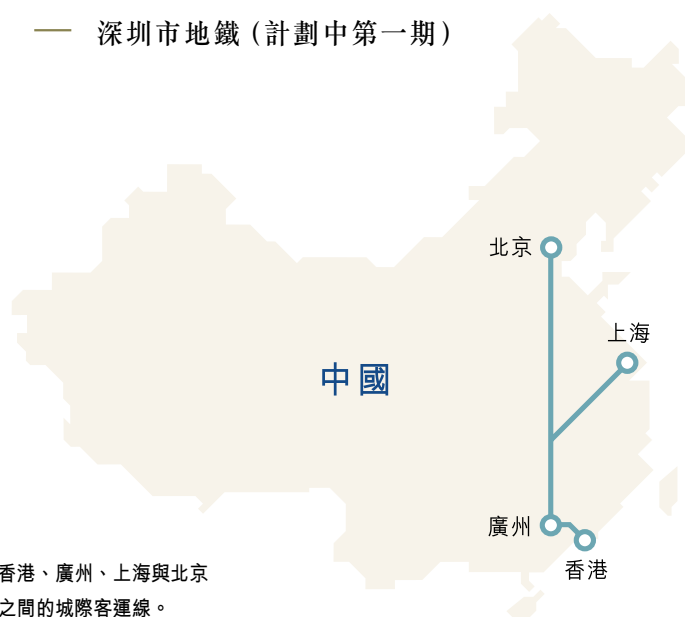 深圳市地鐵 (計劃中第一期)
北京
上海
中國
廣州
香港
香港、廣州、上海與北京
之間的城際客運線。